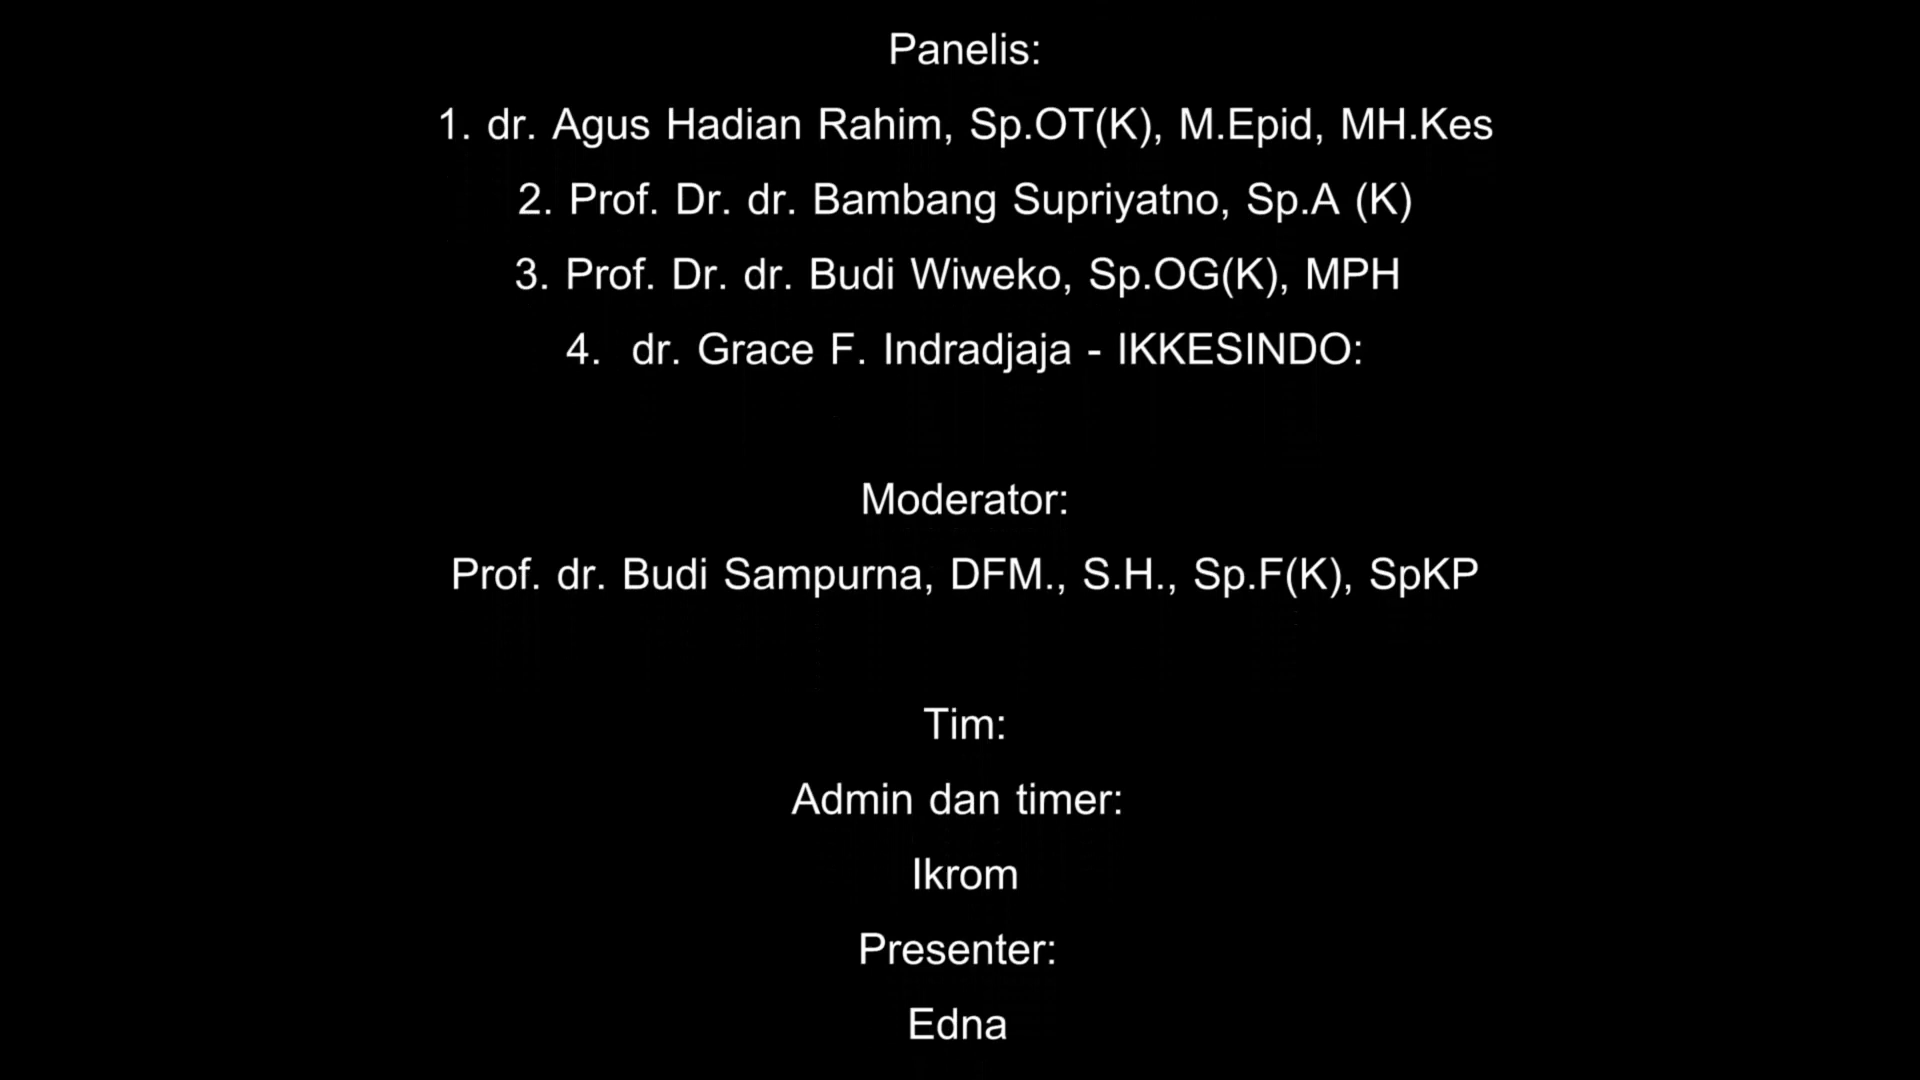 Panelis:
1. dr. Agus Hadian Rahim, Sp.OT(K), M.Epid, MH.Kes
2. Prof. Dr. dr. Bambang Supriyatno, Sp.A (K)
3. Prof. Dr. dr. Budi Wiweko, Sp.OG(K), MPH
4. dr. Grace F. Indradjaja - IKKESINDO:
Moderator:
Prof. dr. Budi Sampurna, DFM., S.H., Sp.F(K), SpKP
Tim:
Admin dan timer:
Ikrom
Presenter:
Edna